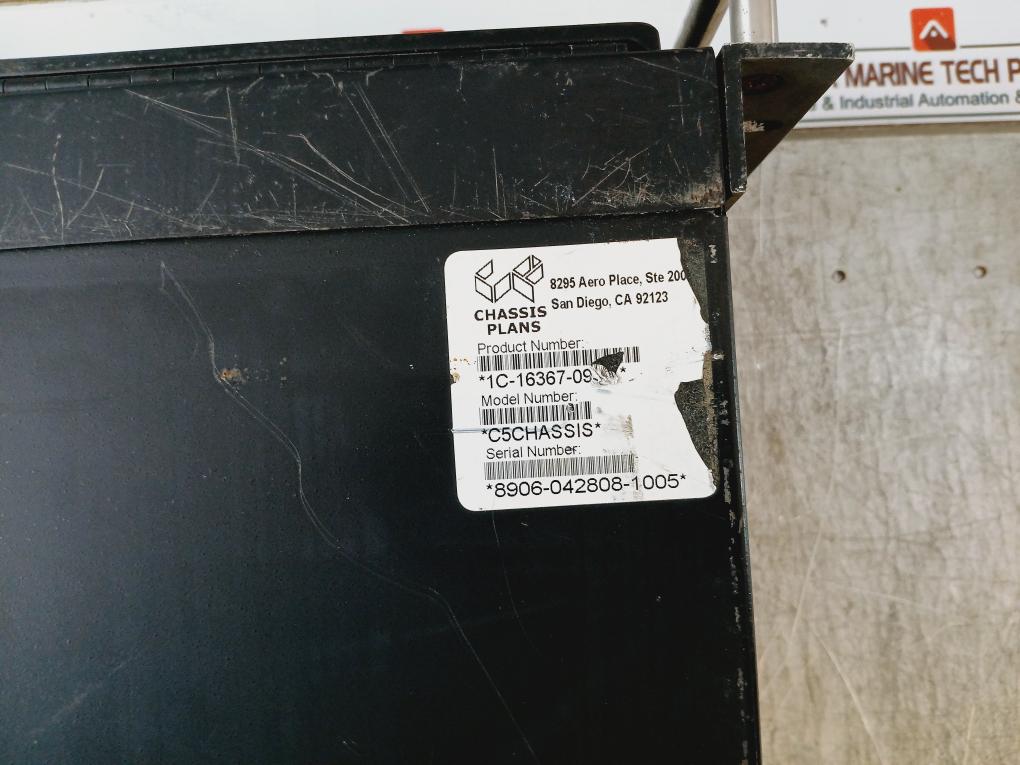 MARINE TECH P
& Industrial Automation &
8295 Aero Place, Ste 200
San Diego, CA 92123
CHASSIS
PLANS
Product Number:
*1C-16367-09
Model Number:
*C5CHASSIS*
Serial Number:
*8906-042808-1005*